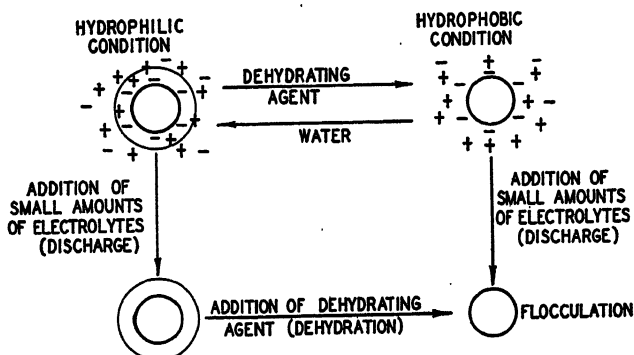 HYDROPHILIC
CONDITION
HYDROPHOBIC
CONDITION
DEHYDRATING
AGENT
WATER
ADDITION OF
SMALL AMOUNTS
OF ELECTROLYTES
(DISCHARGE)
ADDITION OF
SMALL AMOUNTS
OF ELECTROLYTES
(DISCHARGE)
ADDITION OF DEHYDRATING
AGENT (DEHYDRATION)
FLOCCULATION